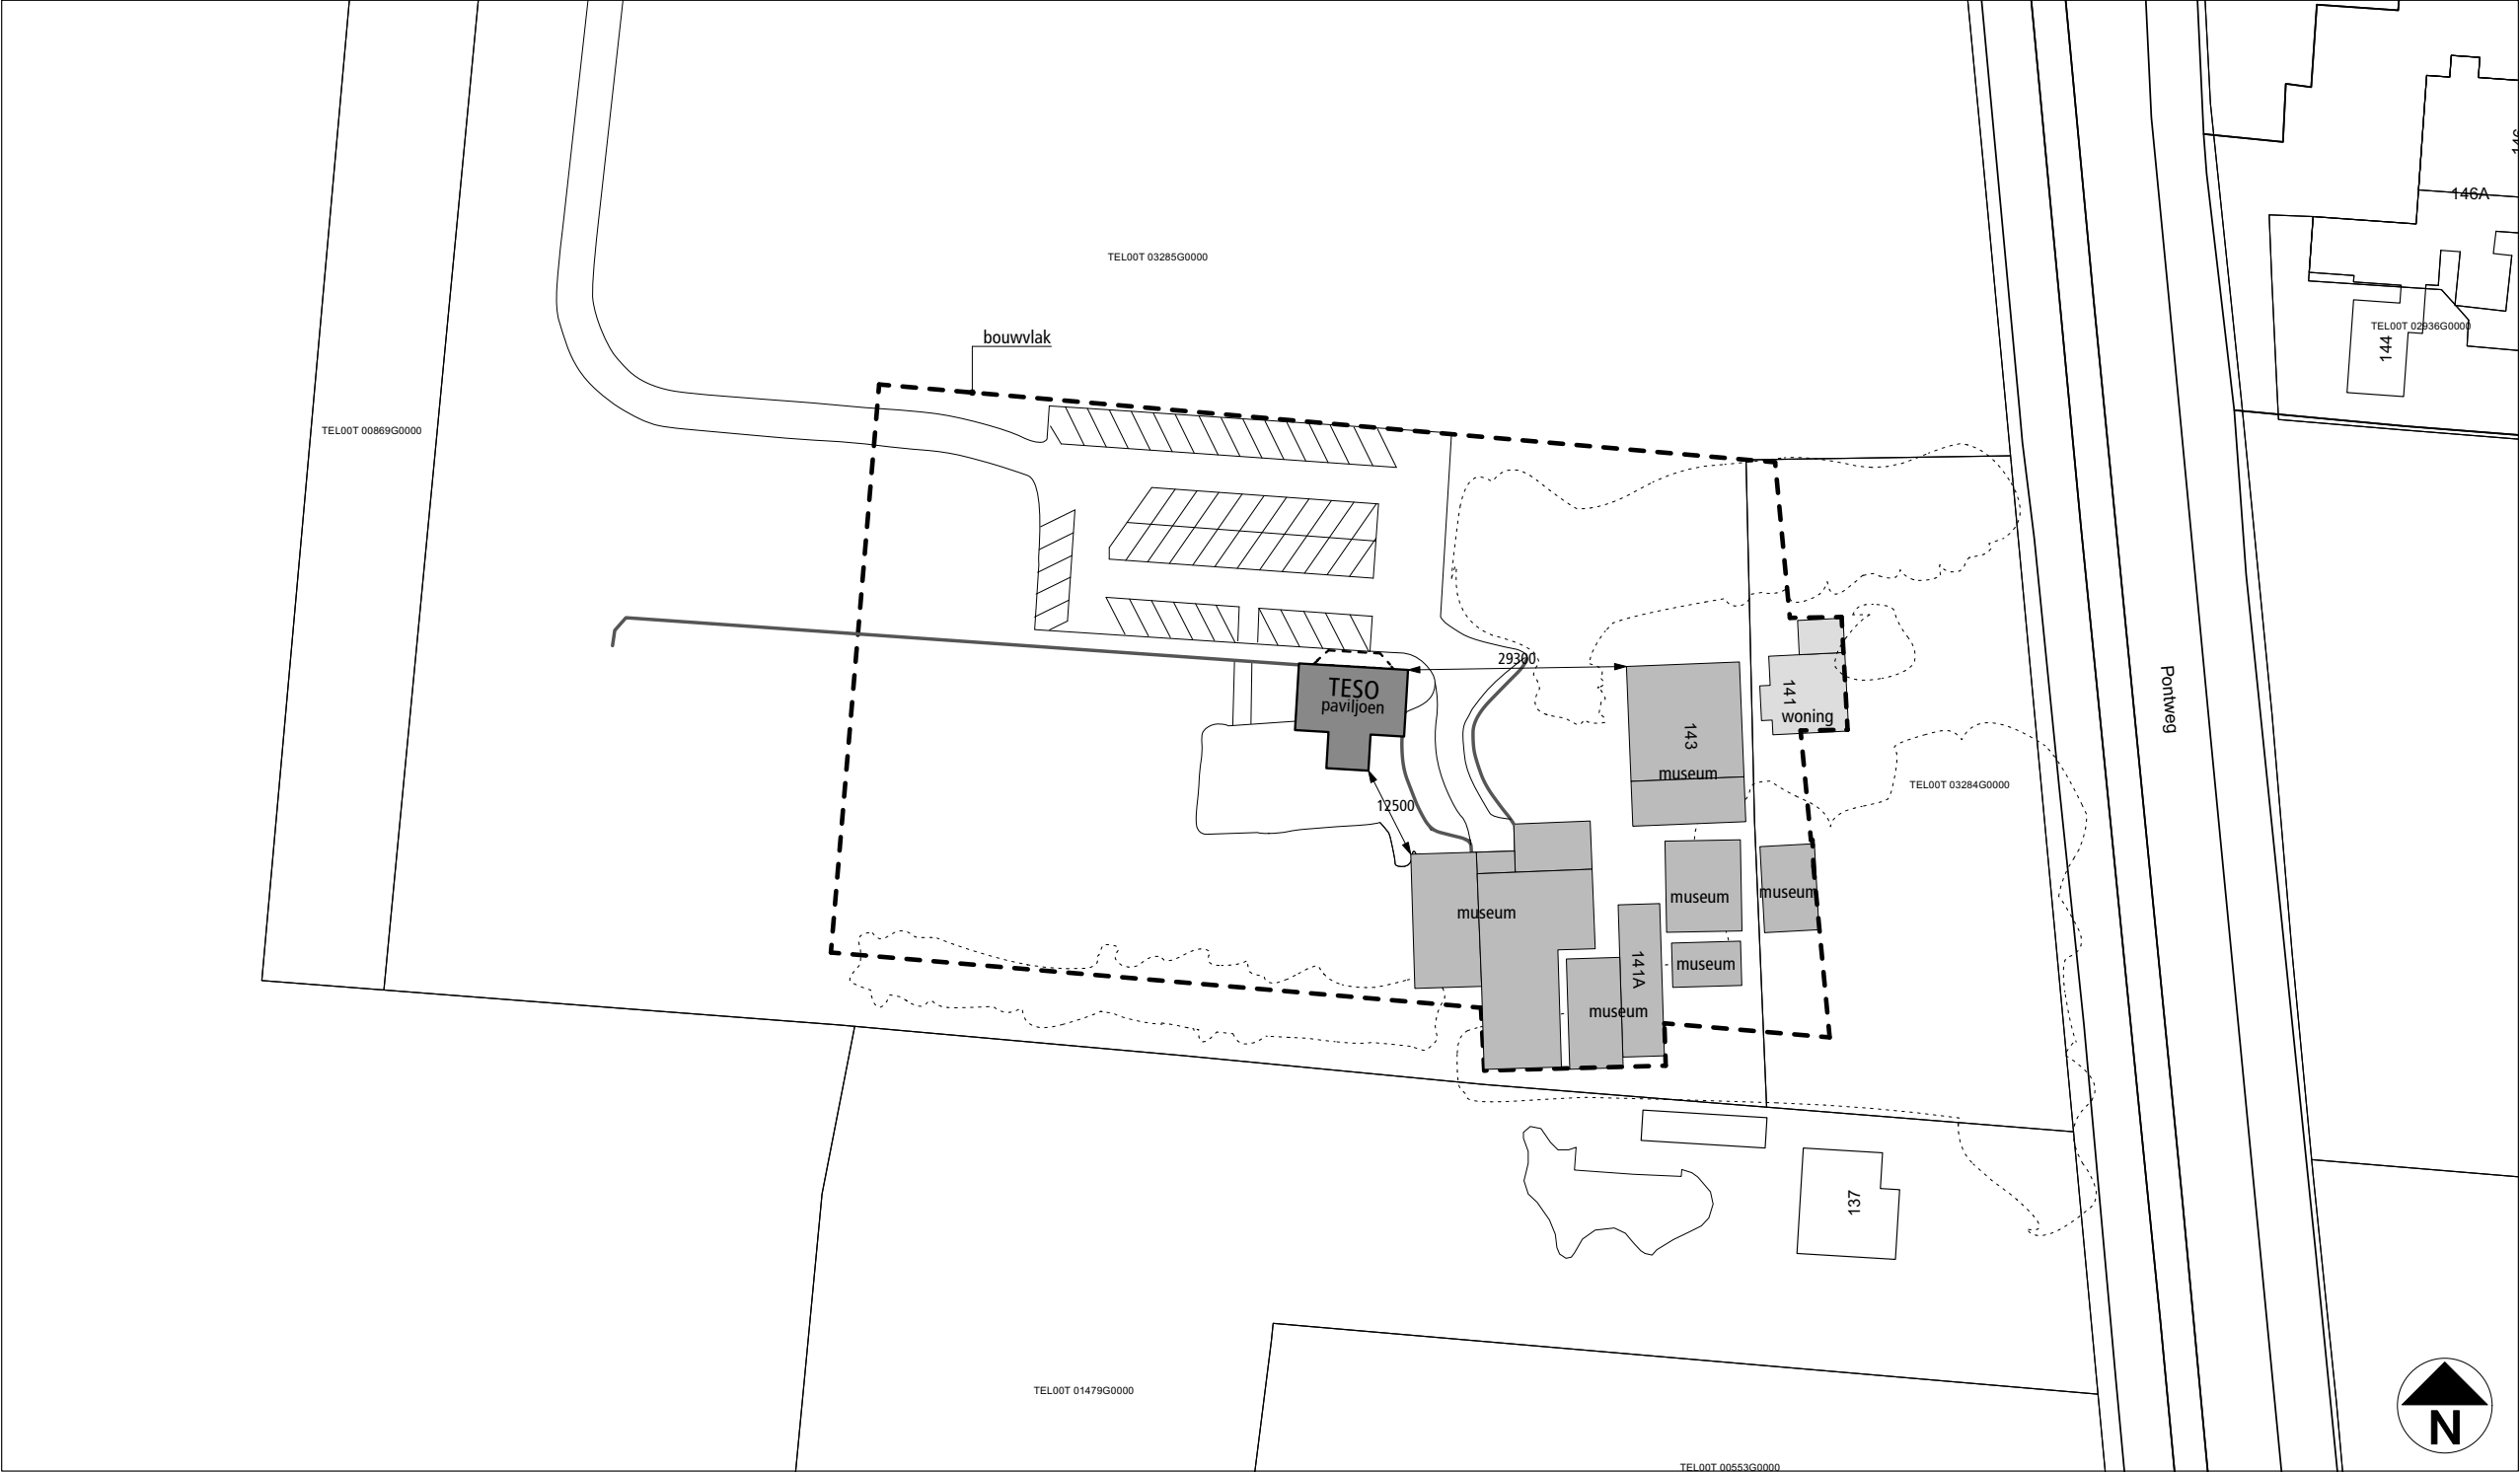 146
146A
TEL00T 03285G0000
TEL00T 02936G0000
bouwvlak
144
TEL00T 00869G0000
29300
Pontweg
TESO
paviljoen
141
woning
143
museum
TEL00T 03284G0000
12500
museum
museum
museum
museum
141A
museum
137
TEL00T 01479G0000
N
TEL00T 00553G0000